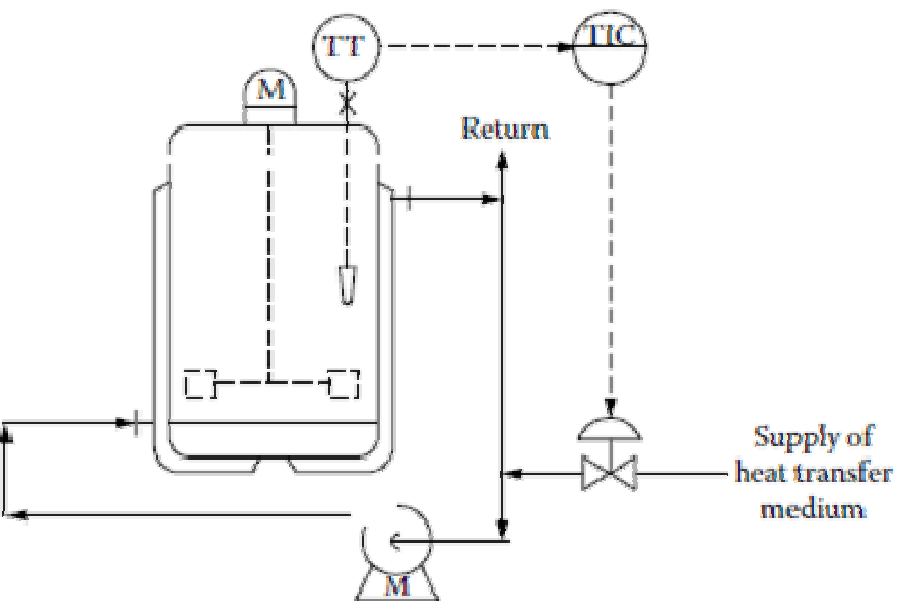 TT
TIC
M
Return
Supply of
heat transfer
medium
M